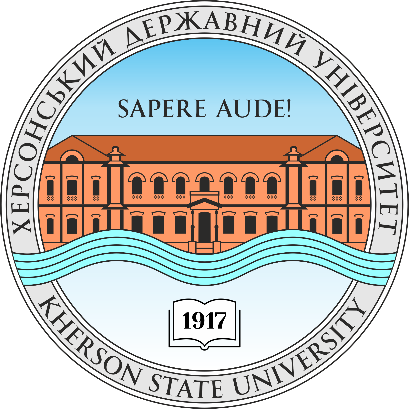 ХЕРСОНСЬКИЙ ДЕРЖАВНИЙ УНІВЕРСИТЕТ
SAPERE AUDE!
1917
KHERSON STATE UNIVERSITY